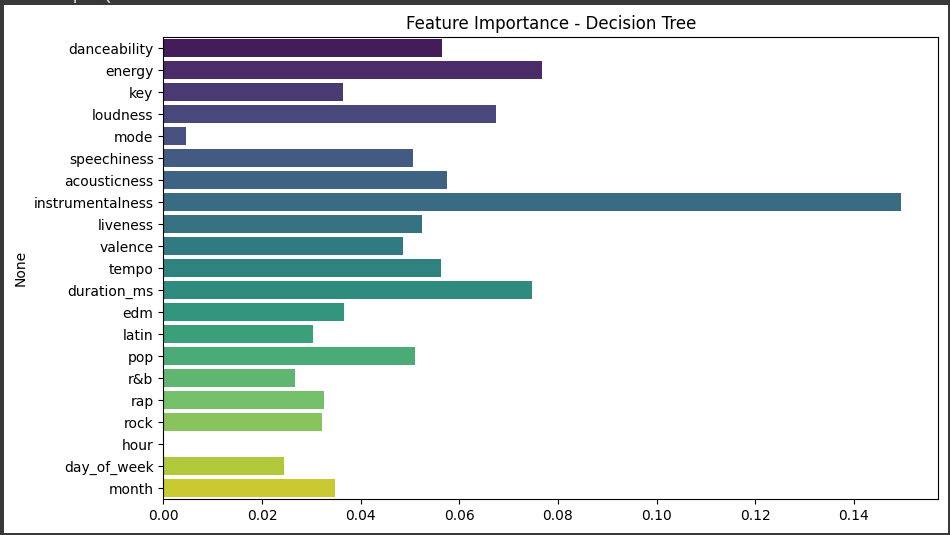 Feature Importance - Decision Tree
danceability
energy
key
loudness
mode
speechiness
acousticness
instrumentalness
liveness
valence
tempo
duration_ms
edm
latin
pop
r&b
rap
rock
hour
day_of_week
month
None
0.00 0.02 0.04 0.06 0.08 0.10 0.12 0.14